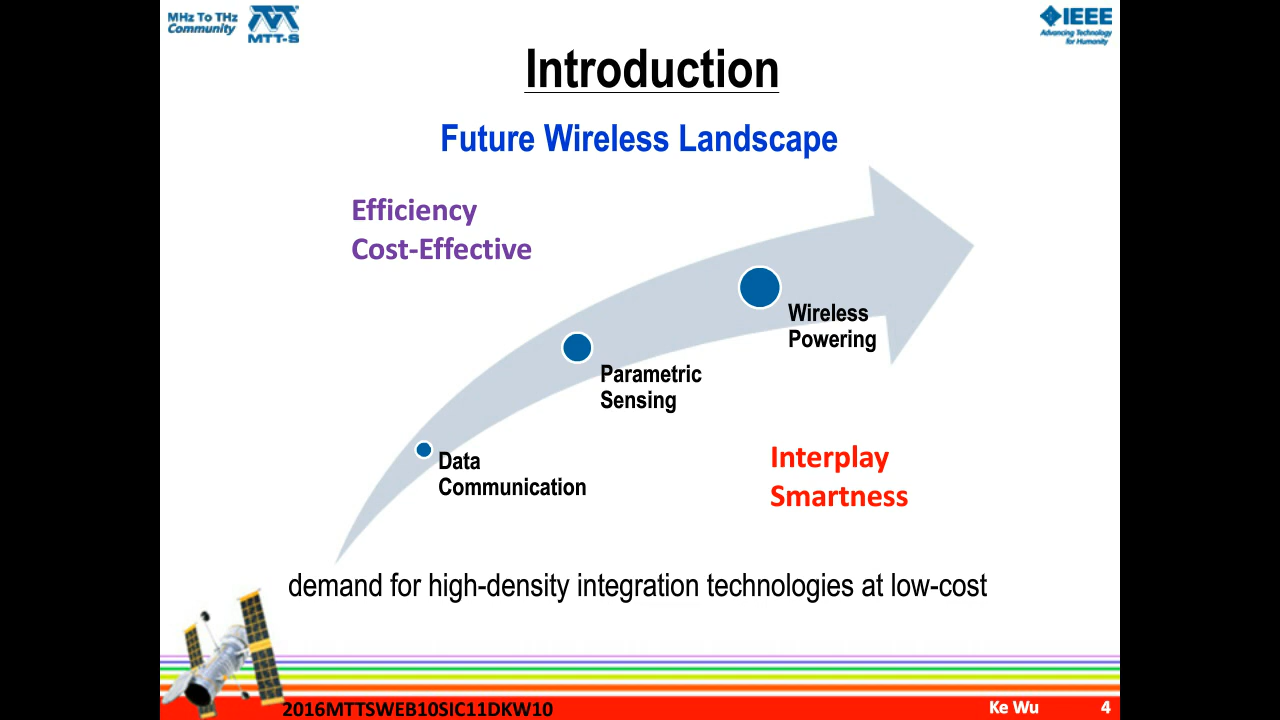 MHz To THz
Community
MTT-S
IEEE
Advancing Technology
for Humanity
Introduction
Future Wireless Landscape
Efficiency
Cost-Effective
Wireless
Powering
Parametric
Sensing
Data
Communication
Interplay
Smartness
demand for high-density integration technologies at low-cost
2016MTTSWEB10SIC11DKW10
Ke Wu
4